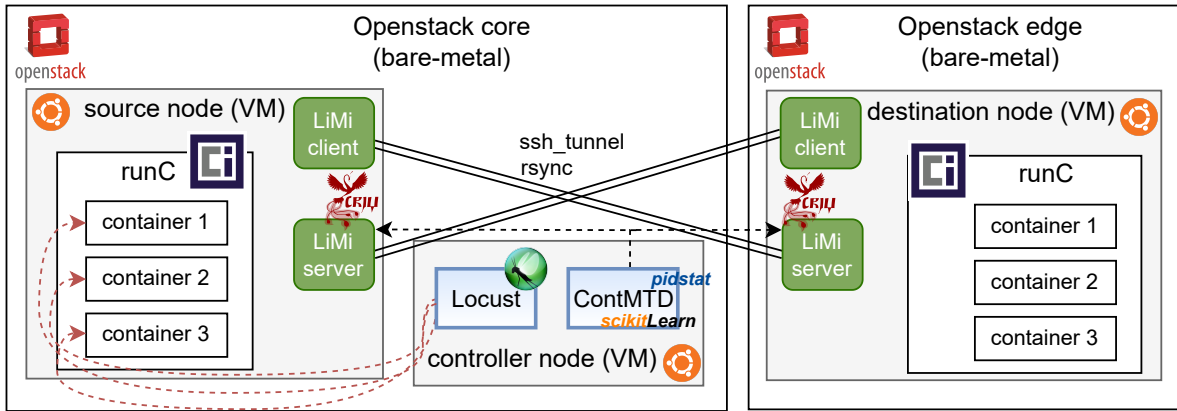 Openstack core
(bare-metal)
openstack
source node (VM)
LiMi
client
Ci
runC
container 1
container 2
container 3
CRIU
LiMi
server
ssh_tunnel
rsync
Locust
ContMTD
pidstat
scikitLearn
controller node (VM)
Openstack edge
(bare-metal)
openstack
LiMi
client
destination node (VM)
Ci
runC
CRIU
LiMi
server
container 1
container 2
container 3